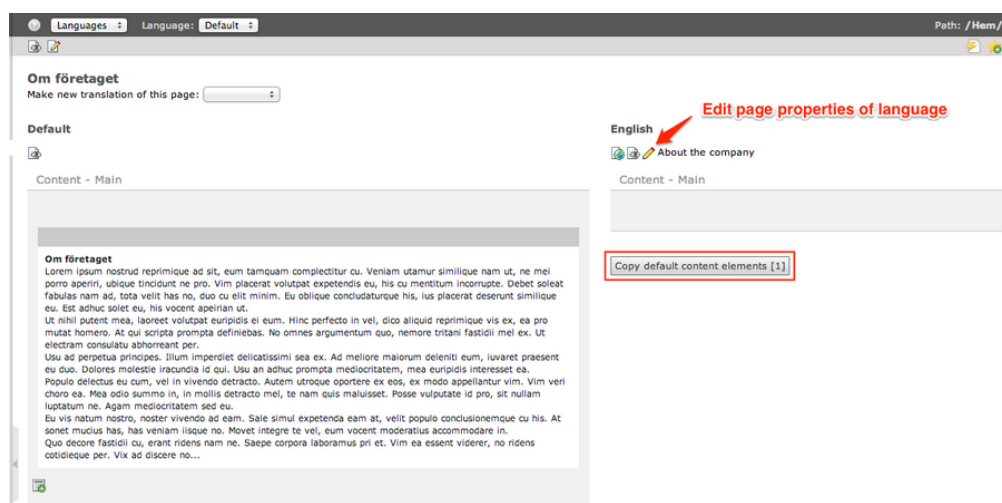 Languages Language: Default Path: /Hem/
Om företaget
Make new translation of this page:
Edit page properties of language
Default English
About the company
Content - Main Content - Main
Copy default content elements [1]
Om företaget
Lorem ipsum nostrud reprimique ad sit, eum tamquam complectitur cu. Veniam utamur similique nam ut, ne mei
porro aperiri, ubique tincidunt ne pro. Vim placerat volutpat expetendis eu, his cu mentitum incorrupte. Debet soleat
fabulas nam ad, tota velit has no, duo cu elit minim. Eu oblique concludaturque his, ius placerat deserunt similique
eu. Est adhuc solet eu, his vocent apeirian ut.
Ut nihil putent mea, laoreet volutpat euripidis ei eum. Hinc perfecto in vel, dico aliquid reprimique vis ex, ea pro
mutat homero. At qui scripta prompta definiebas. No omnes argumentum quo, nemore tritani fastidii mel ex. Ut
electram consulatu abhorreant per.
Usu ad perpetua principes. Illum imperdiet delicatissimi sea ex. Ad meliore maiorum deleniti eum, iuvaret praesent
eu duo. Dolores molestie iracundia id qui. Usu an adhuc prompta mediocritatem, mea euripidis interesset ea.
Populo delectus eu cum, vel in vivendo detracto. Autem utroque oportere ex eos, ex modo appellantur vim. Vim veri
choro ea. Mea odio summo in, in mollis detracto mel, te nam quis maluisset. Posse vulputate id pro, sit nullam
luptatum ne. Agam mediocritatem sed eu.
Eu vis natum nostro, noster vivendo ad eam. Sale simul expetenda eam at, velit populo conclusionemque cu his. At
sonet mucius has, has veniam iisque no. Movet integre te vel, eum vocent moderatius accommodare in.
Quo decore fastidii cu, erant ridens nam ne. Saepe corpora laboramus pri et. Vim ea essent viderer, no ridens
cotidieque per. Vix ad discere no...